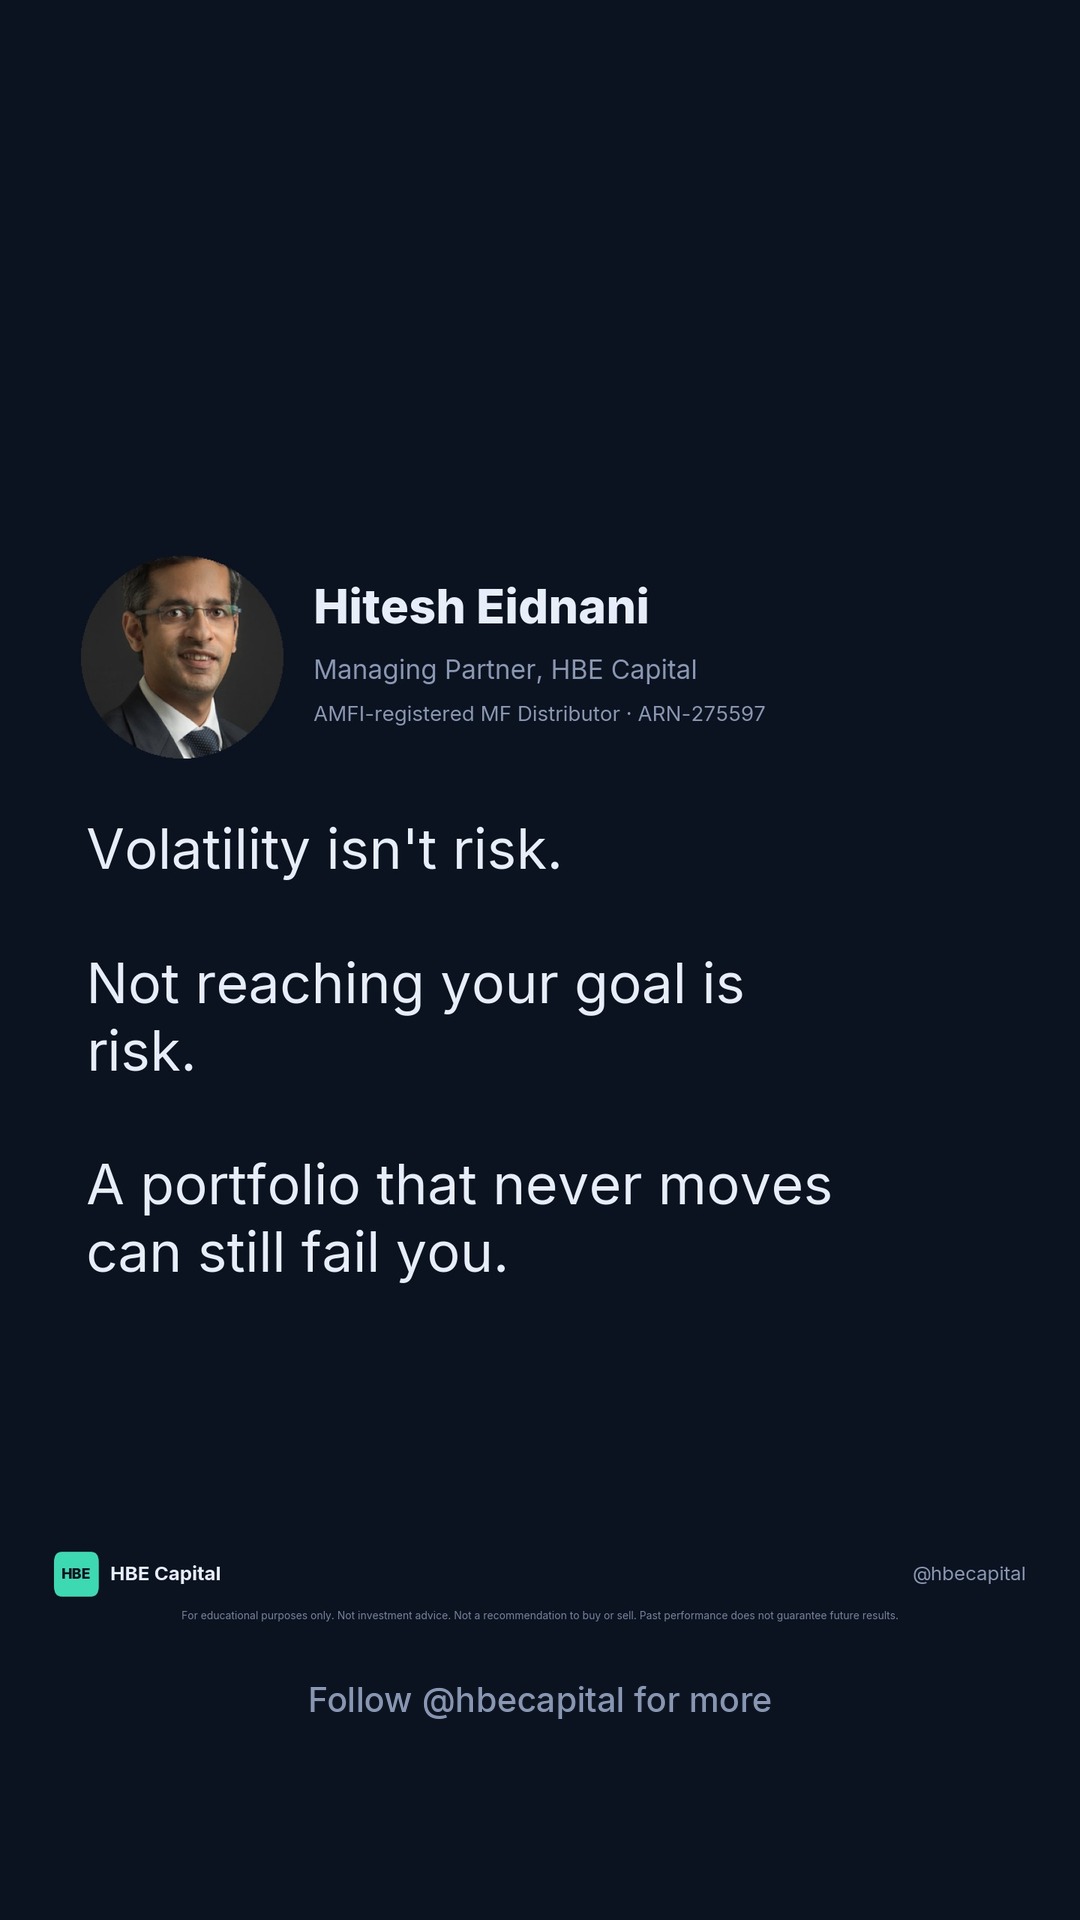 Hitesh Eidnani
Managing Partner, HBE Capital
AMFI-registered MF Distributor · ARN-275597
Volatility isn't risk.
Not reaching your goal is
risk.
A portfolio that never moves
can still fail you.
HBE HBE Capital
@hbecapital
For educational purposes only. Not investment advice. Not a recommendation to buy or sell. Past performance does not guarantee future results.
Follow @hbecapital for more